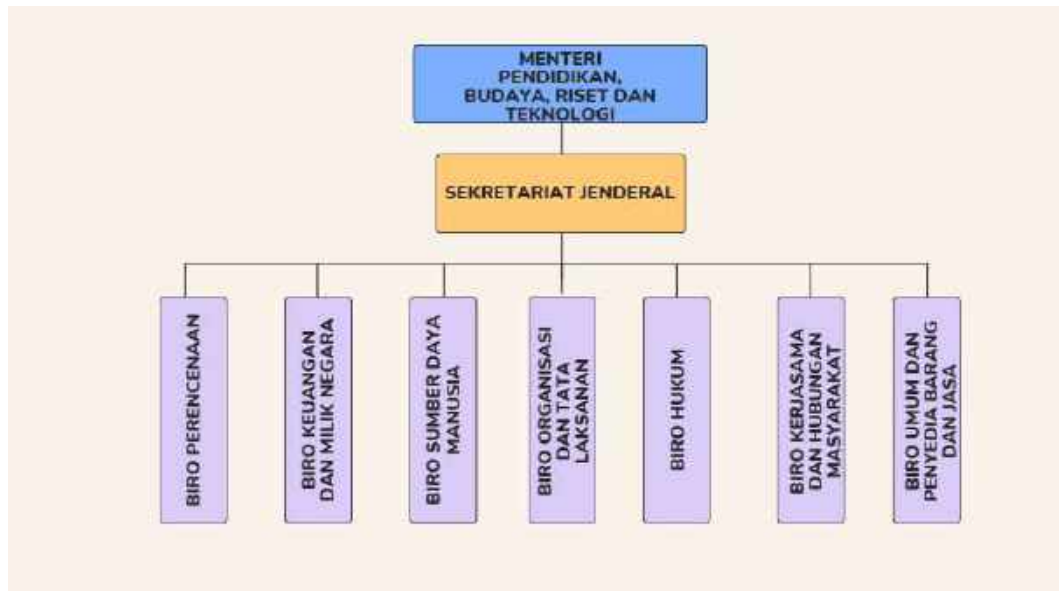 MENTERI
PENDIDIKAN,
BUDAYA, RISET DAN
TEKNOLOGI
SEKRETARIAT JENDERAL
BIRO PERENCENAAN
BIRO KEUANGAN
DAN MILIK NEGARA
BIRO SUMBER DAYA
MANUSIA
BIRO ORGANISASI
DAN TATA
LAKSANAN
BIRO HUKUM
BIRO KERJASAMA
DAN HUBUNGAN
MASYARAKAT
BIRO UMUM DAN
PENYEDIA BARANG
DAN JASA